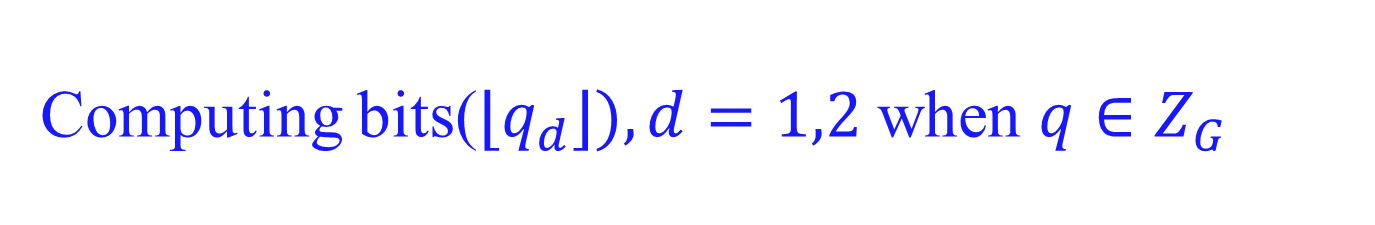 Computing bits(⌊𝑞_𝑑⌋), 𝑑 = 1,2 when 𝑞 ∈ 𝑍_𝐺